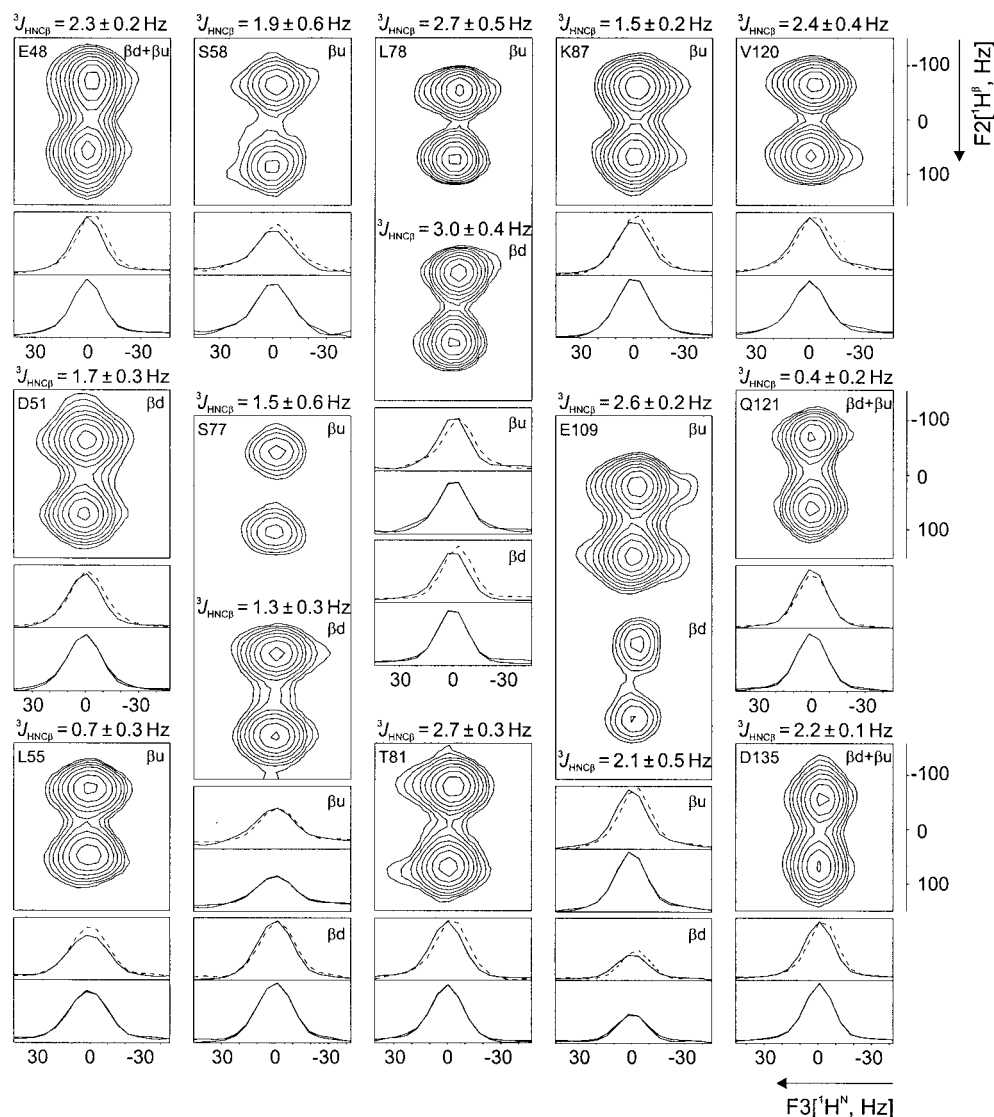 ³J_HNCβ = 2.3 ± 0.2 Hz
³J_HNCβ = 1.9 ± 0.6 Hz
³J_HNCβ = 2.7 ± 0.5 Hz
³J_HNCβ = 1.5 ± 0.2 Hz
³J_HNCβ = 2.4 ± 0.4 Hz
E48 βd+βu
S58 βu
L78 βu
K87 βu
V120
-100
0
100
F2[¹Hᵝ, Hz]
³J_HNCβ = 3.0 ± 0.4 Hz
βd
30 0 -30
30 0 -30
30 0 -30
30 0 -30
³J_HNCβ = 1.7 ± 0.3 Hz
³J_HNCβ = 1.5 ± 0.6 Hz
³J_HNCβ = 2.6 ± 0.2 Hz
³J_HNCβ = 0.4 ± 0.2 Hz
D51 βd
S77 βu
βu
E109 βu
Q121 βd+βu
-100
0
100
βd
³J_HNCβ = 1.3 ± 0.3 Hz
βd
βd
30 0 -30
30 0 -30
30 0 -30
³J_HNCβ = 0.7 ± 0.3 Hz
³J_HNCβ = 2.7 ± 0.3 Hz
³J_HNCβ = 2.1 ± 0.5 Hz
³J_HNCβ = 2.2 ± 0.1 Hz
L55 βu
T81
D135 βd+βu
-100
0
100
βu
βu
βd
βd
30 0 -30
30 0 -30
30 0 -30
30 0 -30
30 0 -30
F3[¹Hᴺ, Hz]